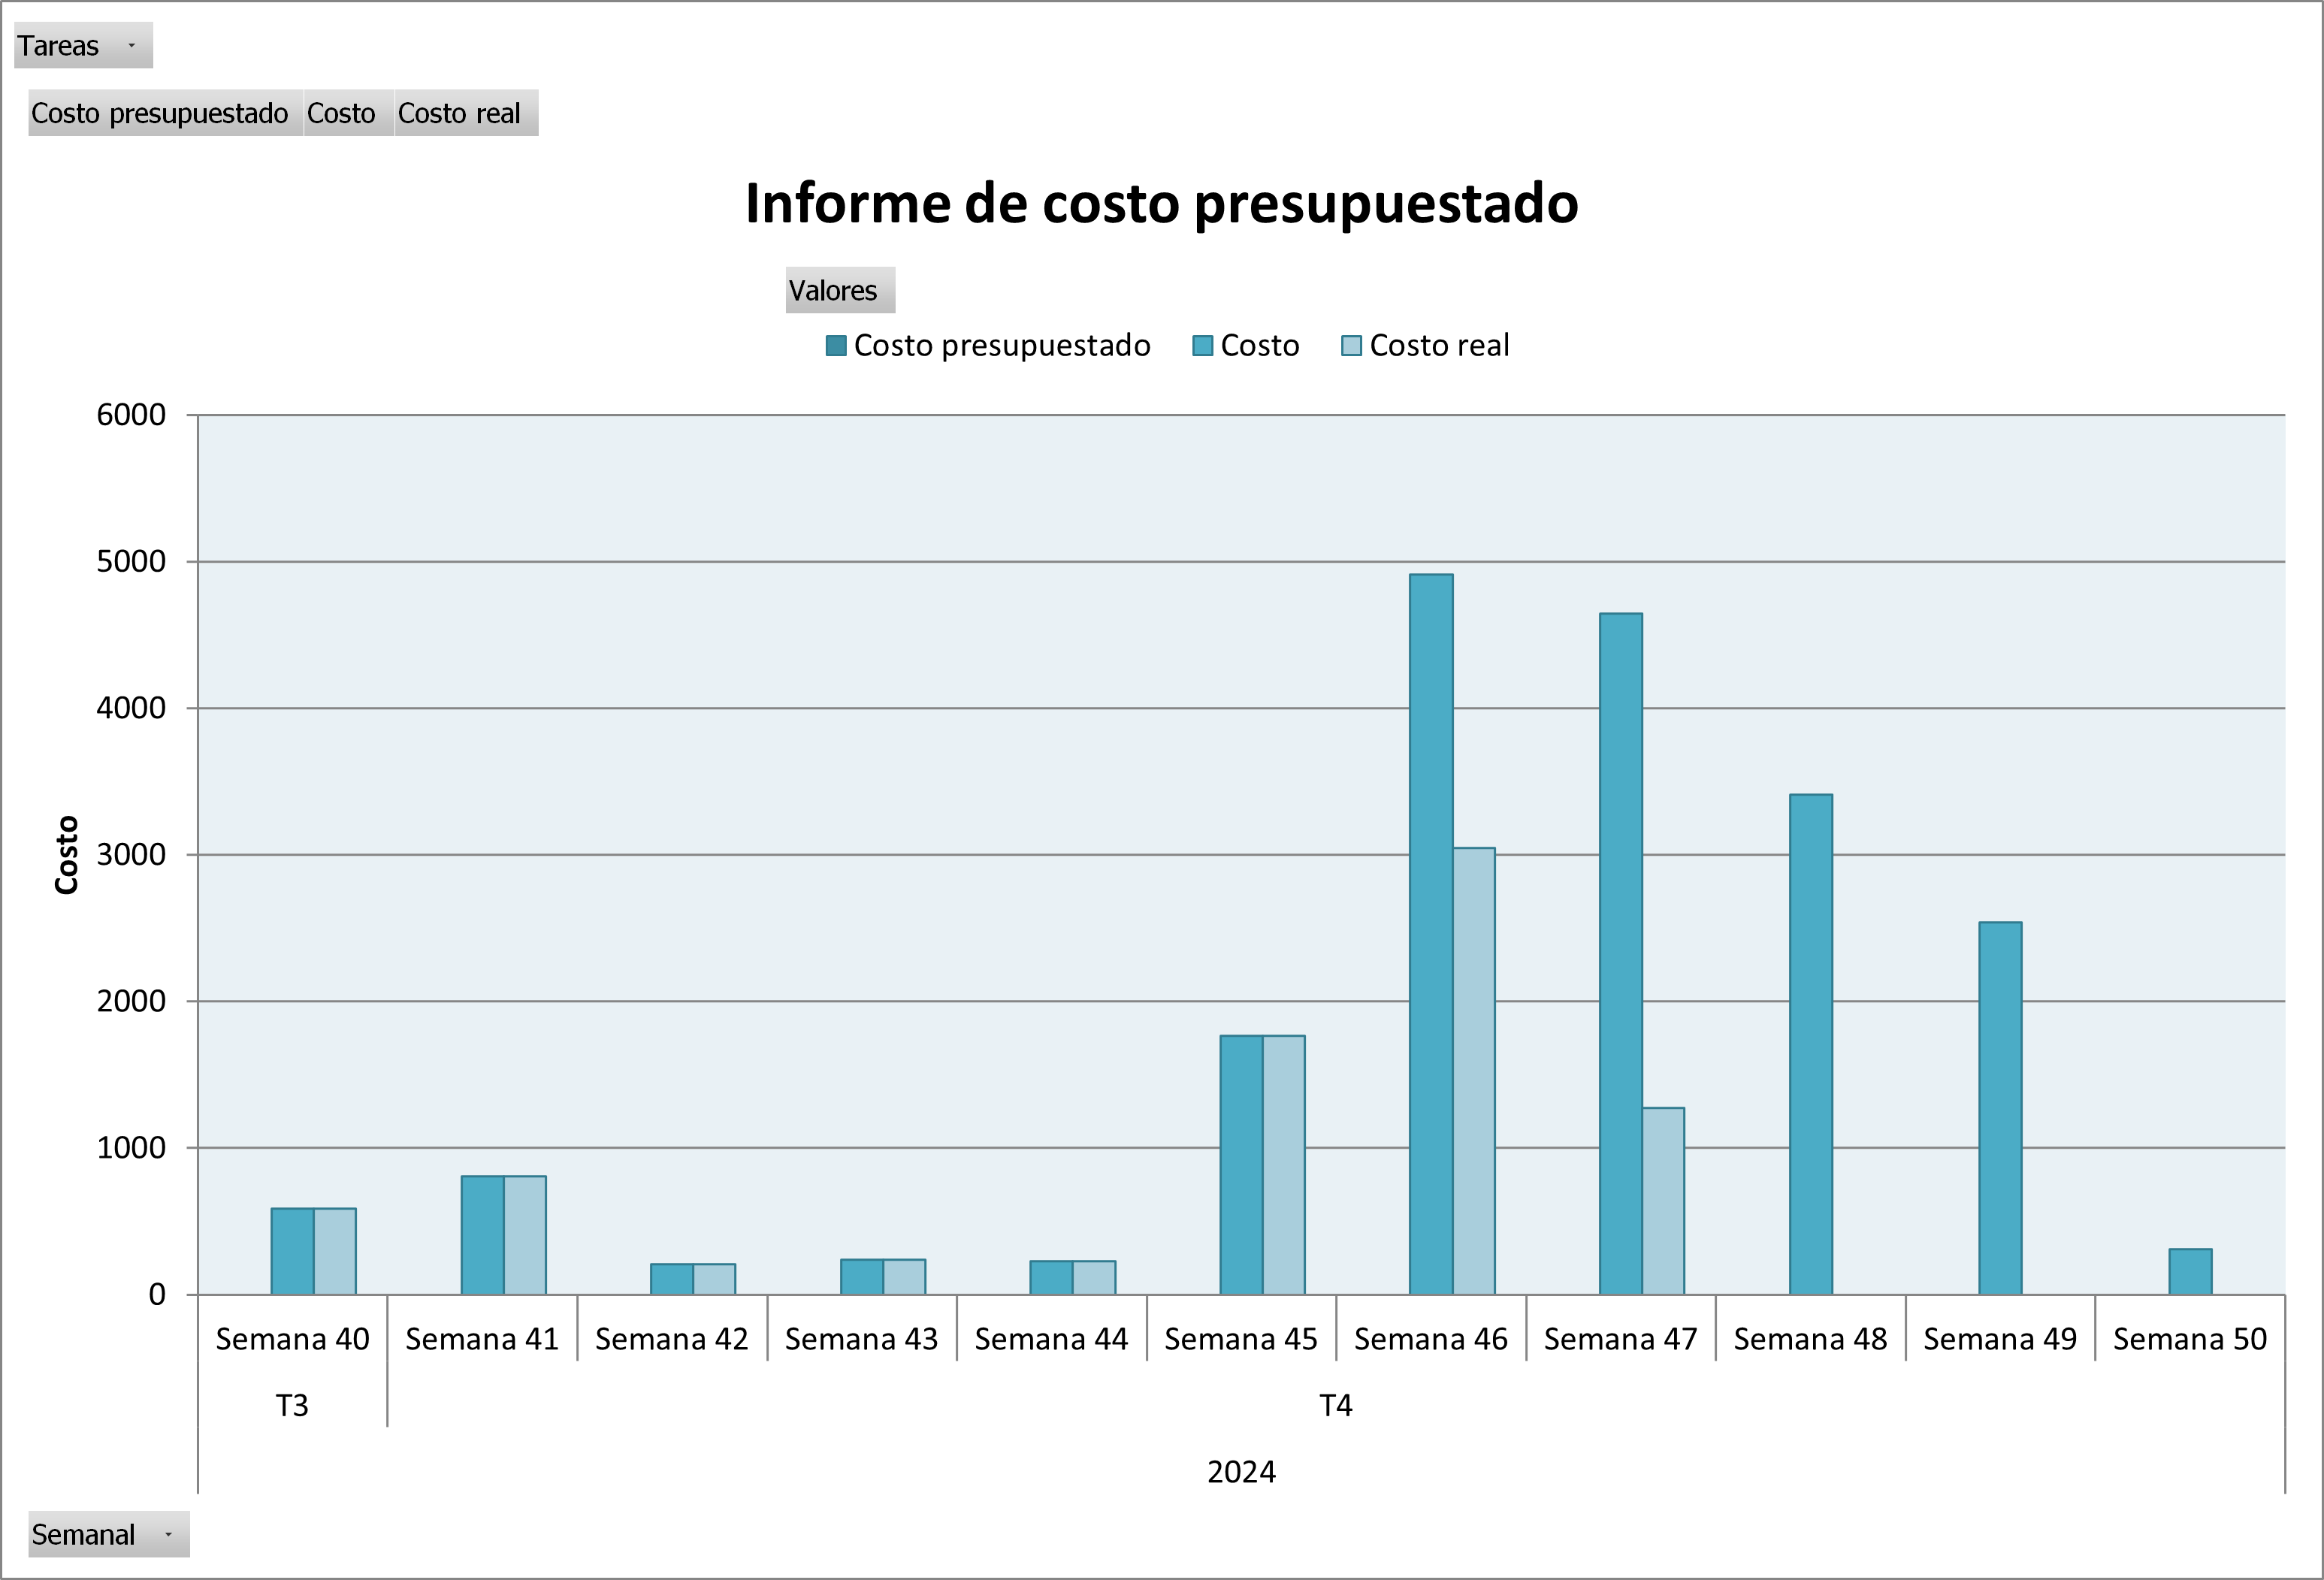 Tareas
Costo presupuestado Costo Costo real
Informe de costo presupuestado
Valores
Costo presupuestado Costo Costo real
6000
5000
4000
3000
2000
1000
0
Costo
Semana 40 Semana 41 Semana 42 Semana 43 Semana 44 Semana 45 Semana 46 Semana 47 Semana 48 Semana 49 Semana 50
T3 T4
2024
Semanal